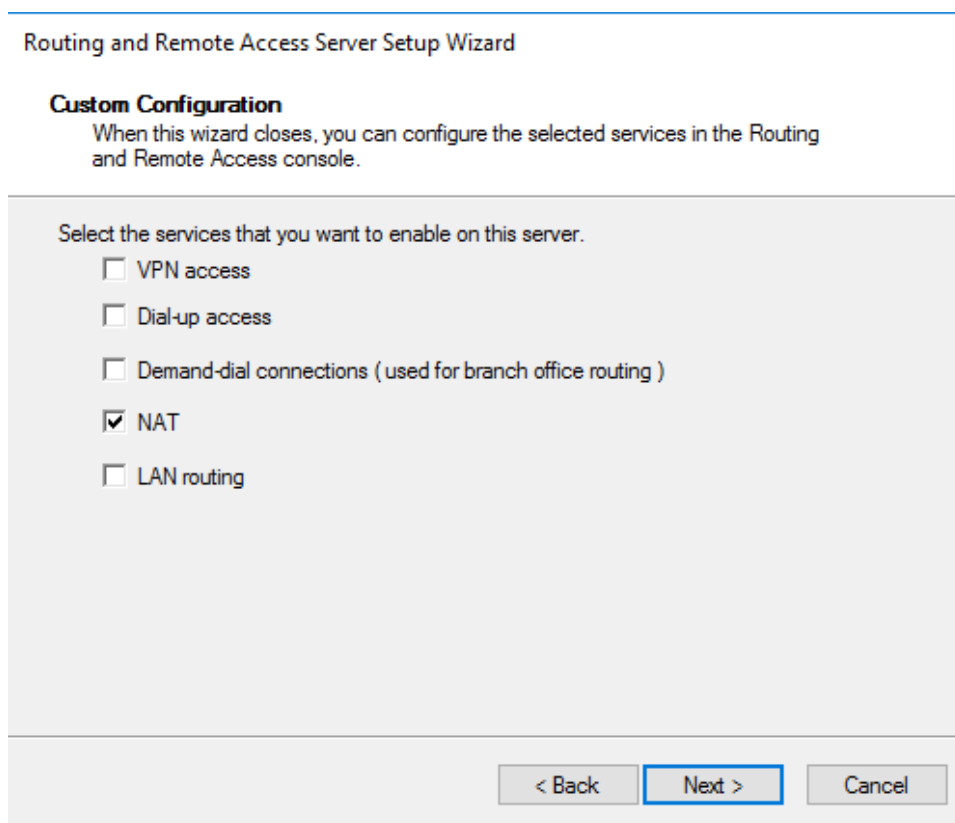 Routing and Remote Access Server Setup Wizard
Custom Configuration
When this wizard closes, you can configure the selected services in the Routing
and Remote Access console.
Select the services that you want to enable on this server.
VPN access
Dial-up access
Demand-dial connections ( used for branch office routing )
NAT
LAN routing
< Back
Next >
Cancel